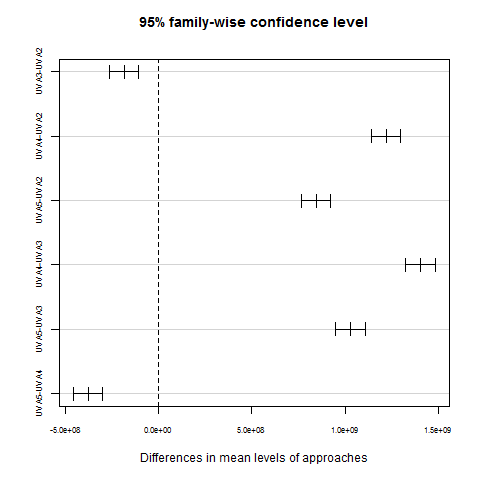 95% family-wise confidence level
UVA3-UVA2
UVA4-UVA2
UVA5-UVA2
UVA4-UVA3
UVA5-UVA3
UVA5-UVA4
-5.0e+08 0.0e+00 5.0e+08 1.0e+09 1.5e+09
Differences in mean levels of approaches